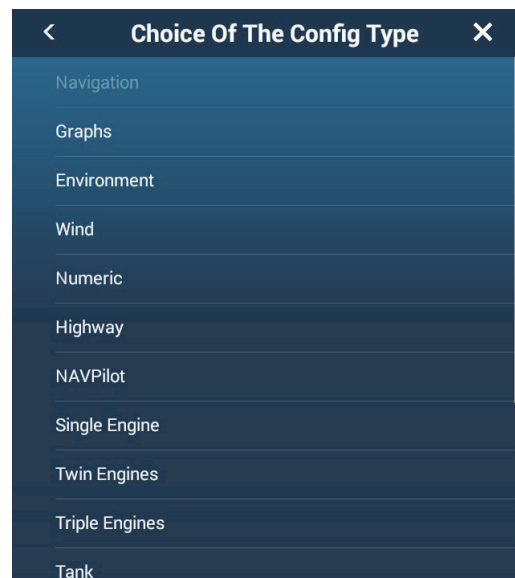 Choice Of The Config Type
Navigation
Graphs
Environment
Wind
Numeric
Highway
NAVPilot
Single Engine
Twin Engines
Triple Engines
Tank